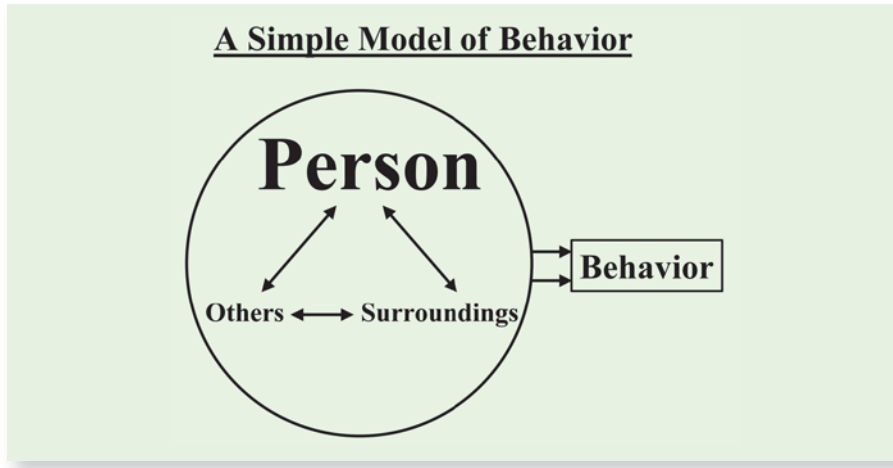 A Simple Model of Behavior
Person
Others
Surroundings
Behavior